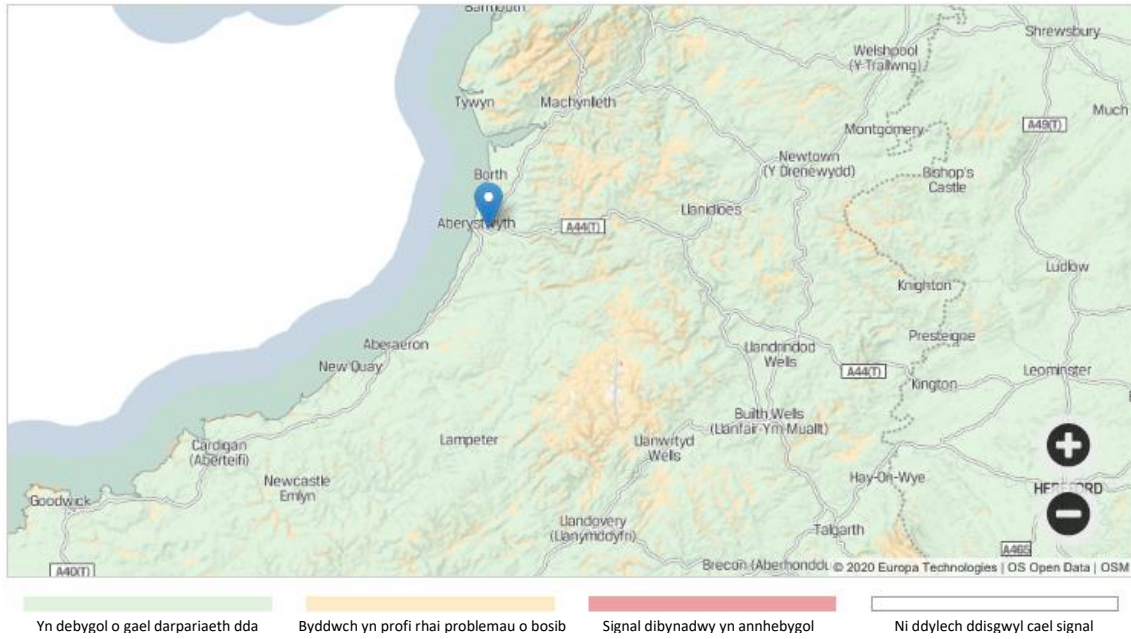 Barmouth
Shrewsbury
Welshpool
(Y Trallwng)
Tywyn
Machynlleth
Much
A49(T)
Montgomery
Newtown
(Y Drenewydd)
Borth
Bishop's
Castle
Aberystwyth
A44(T)
Llanidloes
Ludlow
Knighton
Presteigne
Aberaeron
Llandrindod
Wells
New Quay
A44(T)
Leominster
Kington
Builth Wells
(Llanfair-Ym-Muallt)
Cardigan
(Aberteifi)
Lampeter
Llanwrtyd
Wells
Newcastle
Emlyn
Hay-On-Wye
HEREFORD
Goodwick
Llandovery
(Llanymddyfri)
Talgarth
A465
A40(T)
Brecon (Aberhonddu
© 2020 Europa Technologies | OS Open Data | OSM
Yn debygol o gael darpariaeth dda
Byddwch yn profi rhai problemau o bosib
Signal dibynadwy yn annhebygol
Ni ddylech ddisgwyl cael signal